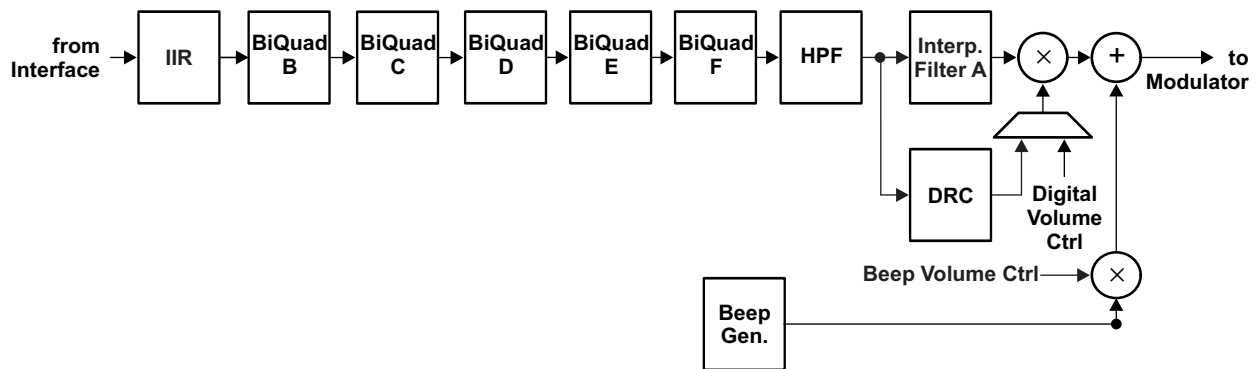 from
Interface
IIR
BiQuad
B
BiQuad
C
BiQuad
D
BiQuad
E
BiQuad
F
HPF
Interp.
Filter A
×
+
to
Modulator
DRC
Digital
Volume
Ctrl
Beep Volume Ctrl
×
Beep
Gen.